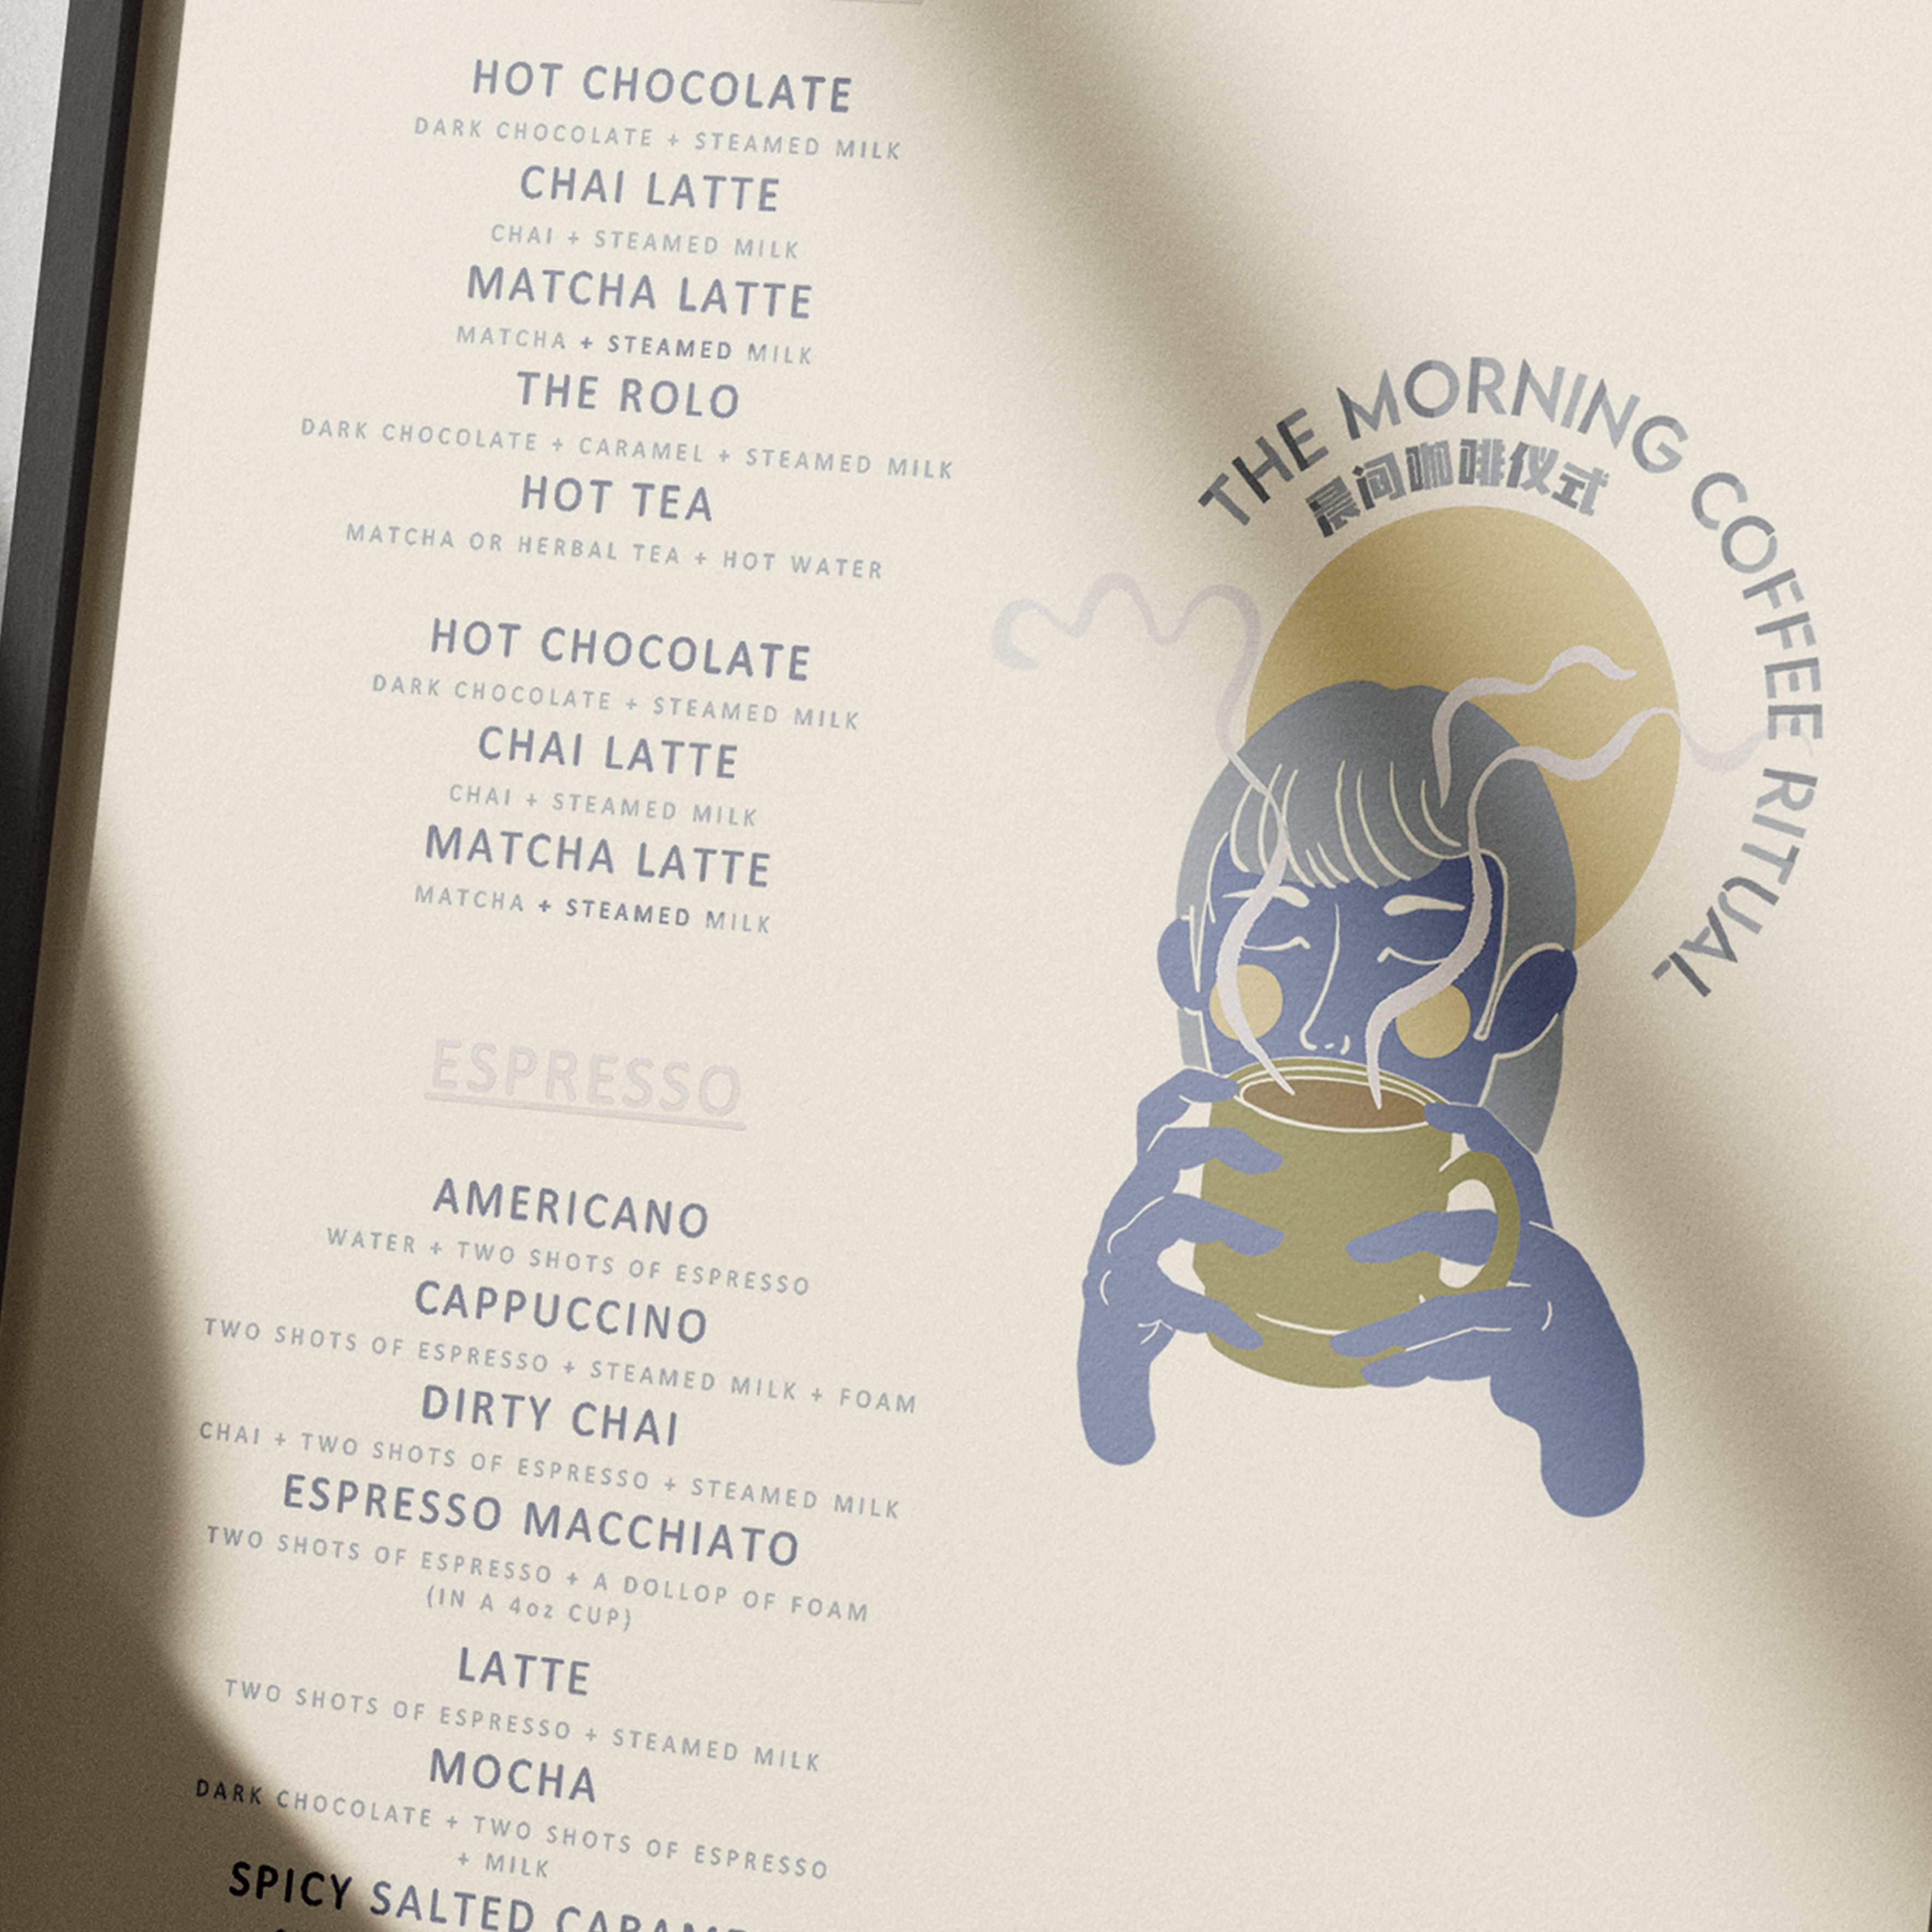 HOT CHOCOLATE
DARK CHOCOLATE + STEAMED MILK
CHAI LATTE
CHAI + STEAMED MILK
MATCHA LATTE
MATCHA + STEAMED MILK
THE ROLO
DARK CHOCOLATE + CARAMEL + STEAMED MILK
HOT TEA
MATCHA OR HERBAL TEA + HOT WATER
HOT CHOCOLATE
DARK CHOCOLATE + STEAMED MILK
CHAI LATTE
CHAI + STEAMED MILK
MATCHA LATTE
MATCHA + STEAMED MILK
ESPRESSO
AMERICANO
WATER + TWO SHOTS OF ESPRESSO
CAPPUCCINO
TWO SHOTS OF ESPRESSO + STEAMED MILK + FOAM
DIRTY CHAI
CHAI + TWO SHOTS OF ESPRESSO + STEAMED MILK
ESPRESSO MACCHIATO
TWO SHOTS OF ESPRESSO + A DOLLOP OF FOAM
(IN A 4oz CUP)
LATTE
TWO SHOTS OF ESPRESSO + STEAMED MILK
MOCHA
DARK CHOCOLATE + TWO SHOTS OF ESPRESSO
+ MILK
SPICY SALTED
THE MORNING COFFEE RITUAL
晨间咖啡仪式